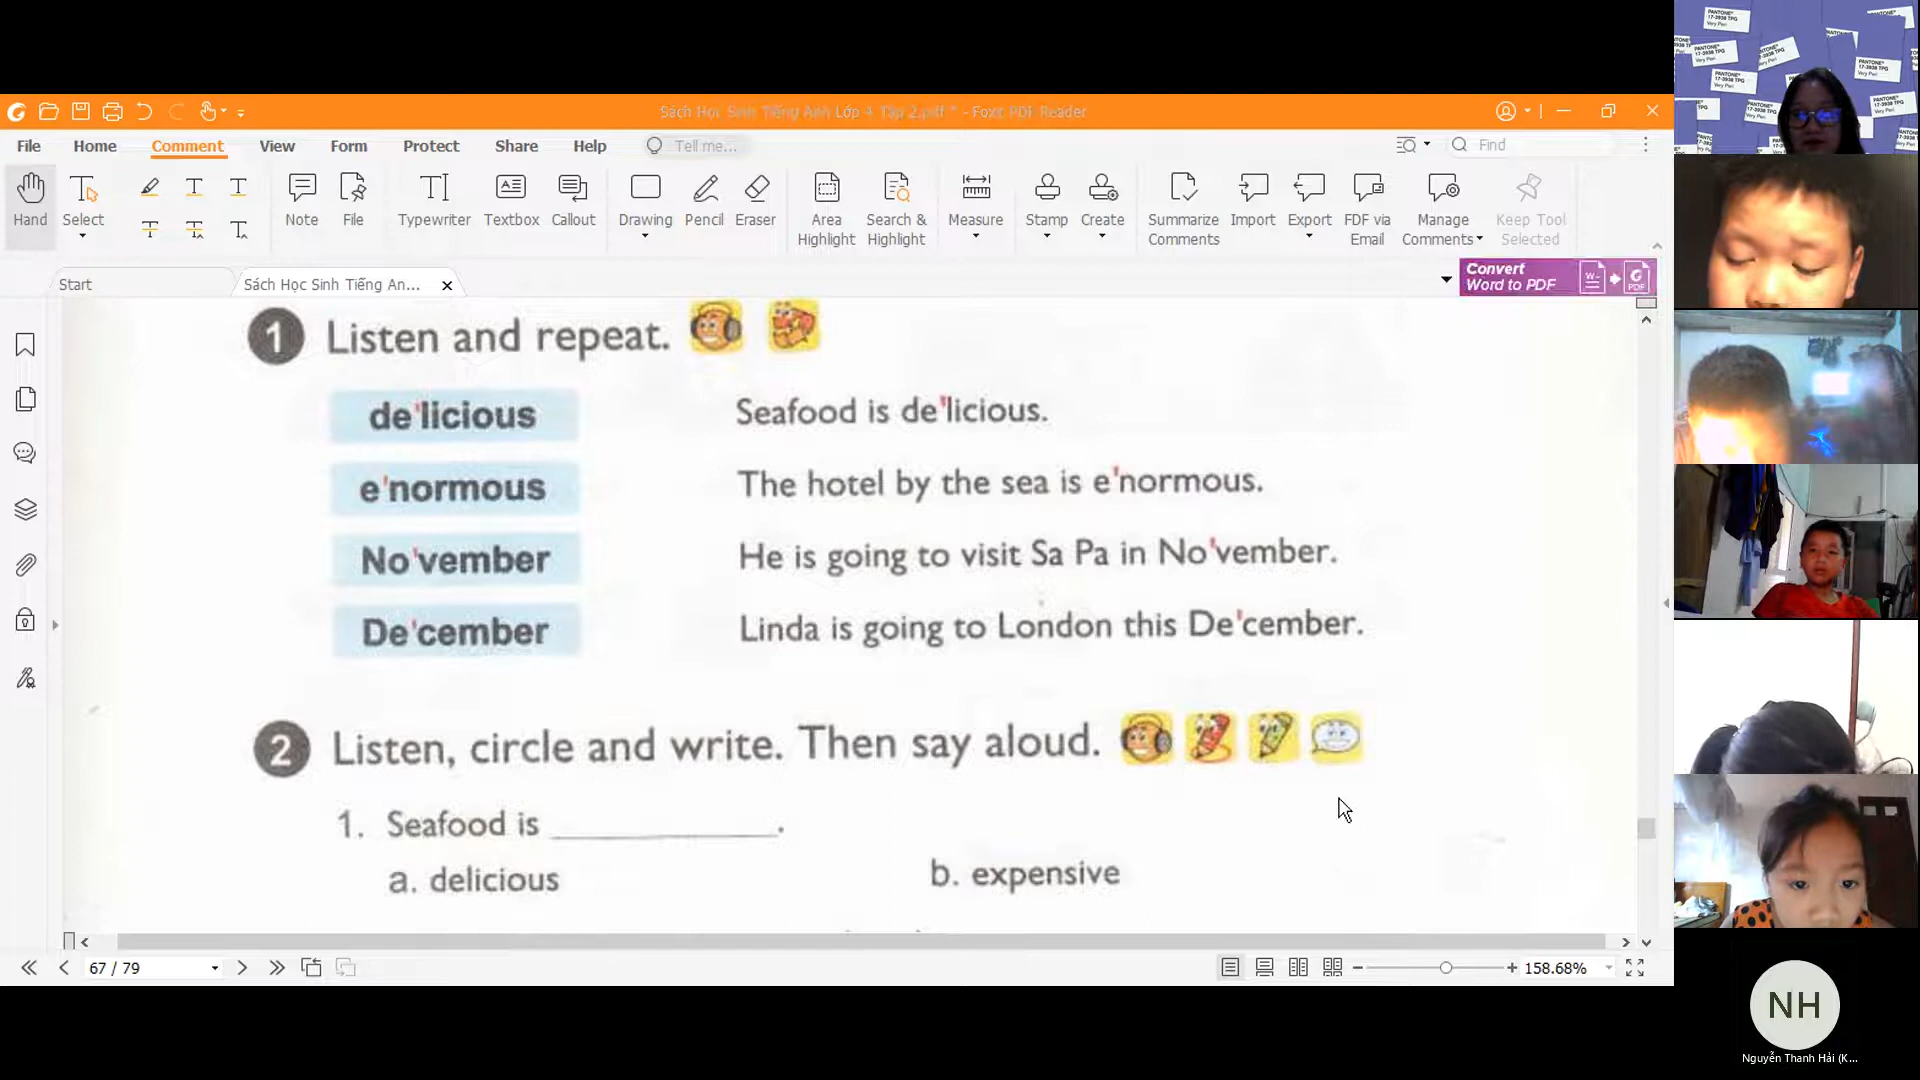 Sách Học Sinh Tiếng Anh Lớp 4 Tập 2.pdf * - Foxit PDF Reader
File Home Comment View Form Protect Share Help Tell me... Find
Hand Select Note File Typewriter Textbox Callout Drawing Pencil Eraser Area Highlight Search & Highlight Measure Stamp Create Summarize Comments Import Export FDF via Email Manage Comments Keep Tool Selected
Start Sách Học Sinh Tiếng An...
Convert
Word to PDF
1 Listen and repeat.
de'licious Seafood is de'licious.
e'normous The hotel by the sea is e'normous.
No'vember He is going to visit Sa Pa in No'vember.
De'cember Linda is going to London this De'cember.
2 Listen, circle and write. Then say aloud.
1. Seafood is ____________.
a. delicious b. expensive
67 / 79 158.68%
PANTONE®
17-3938 TPG
Very Peri
NH
Nguyễn Thanh Hải (K...